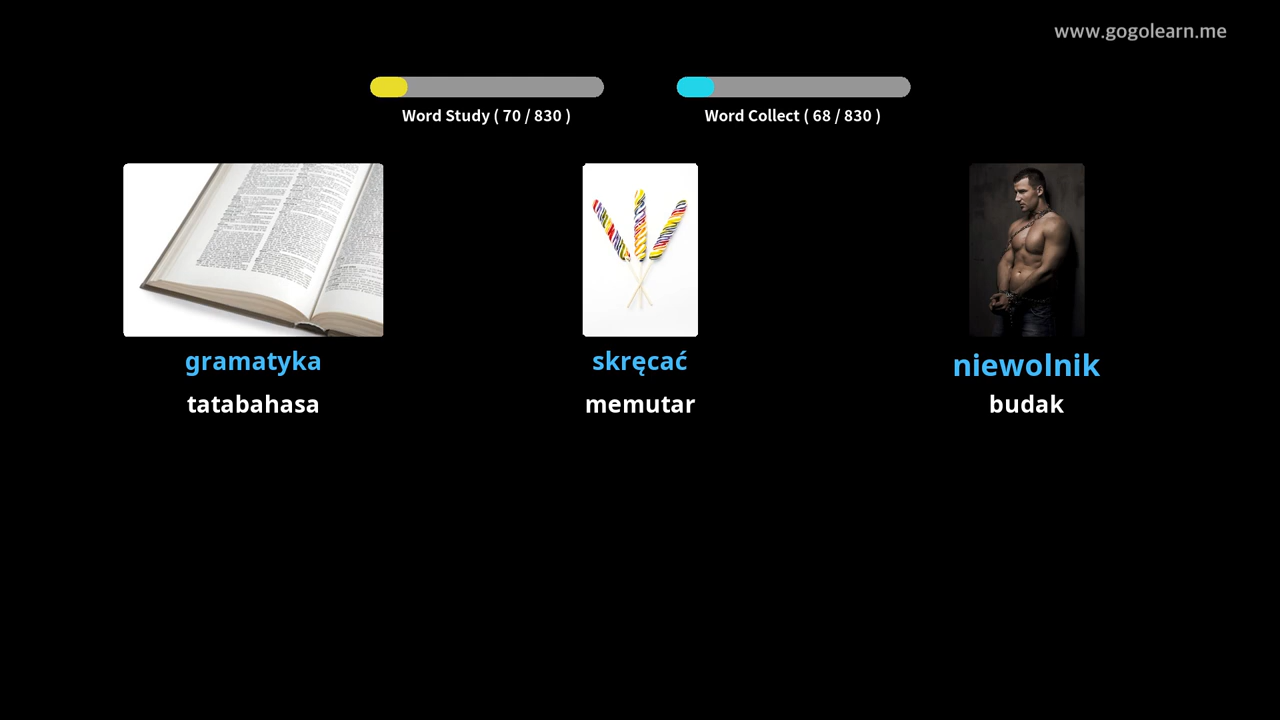 www.gogolearn.me
Word Study ( 70 / 830 )
Word Collect ( 68 / 830 )
gramatyka
skręcać
niewolnik
tatabahasa
memutar
budak